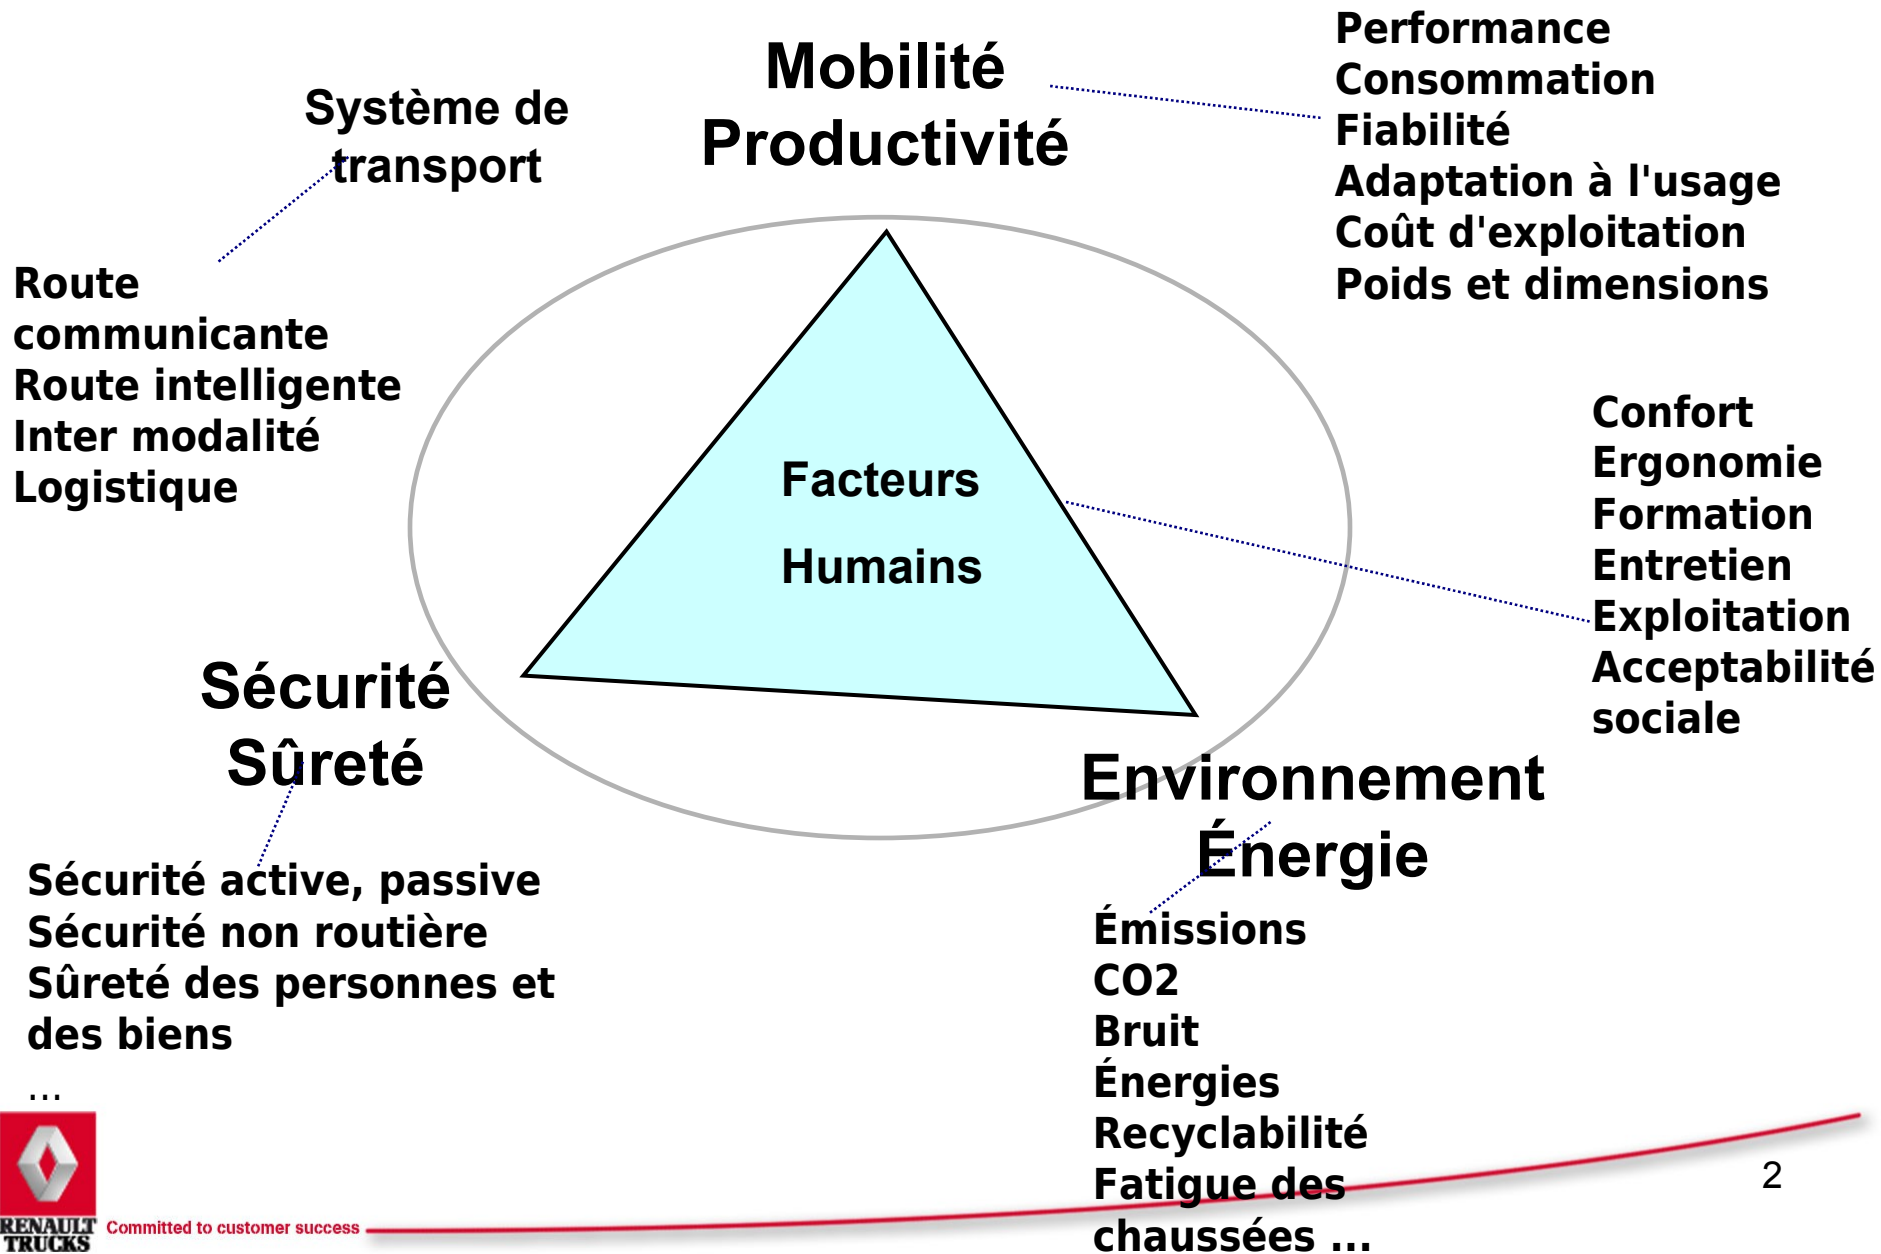 Mobilité
Productivité
Performance
Consommation
Fiabilité
Adaptation à l'usage
Coût d'exploitation
Poids et dimensions
Système de
transport
Route
communicante
Route intelligente
Inter modalité
Logistique
Facteurs
Humains
Confort
Ergonomie
Formation
Entretien
Exploitation
Acceptabilité
sociale
Sécurité
Sûreté
Sécurité active, passive
Sécurité non routière
Sûreté des personnes et
des biens
...
Environnement
Énergie
Émissions
CO2
Bruit
Énergies
Recyclabilité
Fatigue des
chaussées ...
RENAULT
TRUCKS
Committed to customer success
2